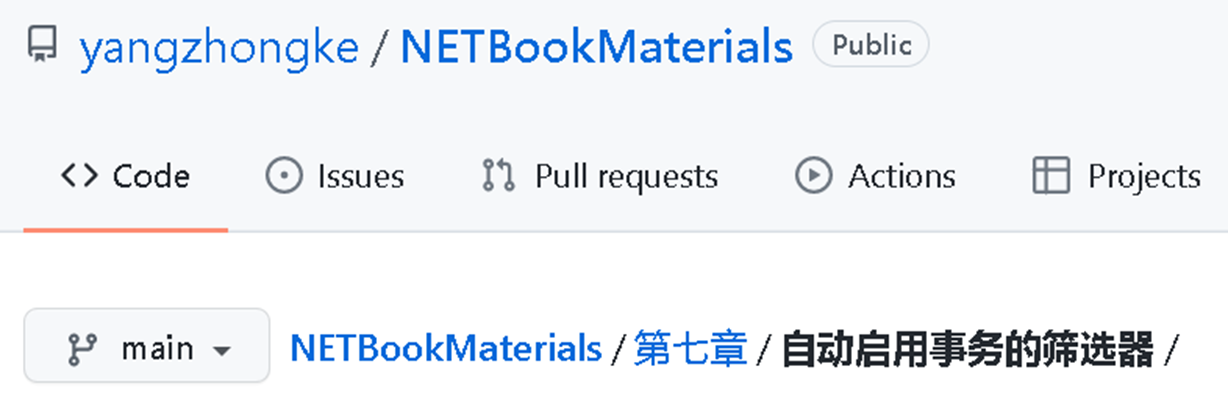 yangzhongke / NETBookMaterials Public
Code Issues Pull requests Actions Projects
main NETBookMaterials / 第七章 / 自动启用事务的筛选器 /